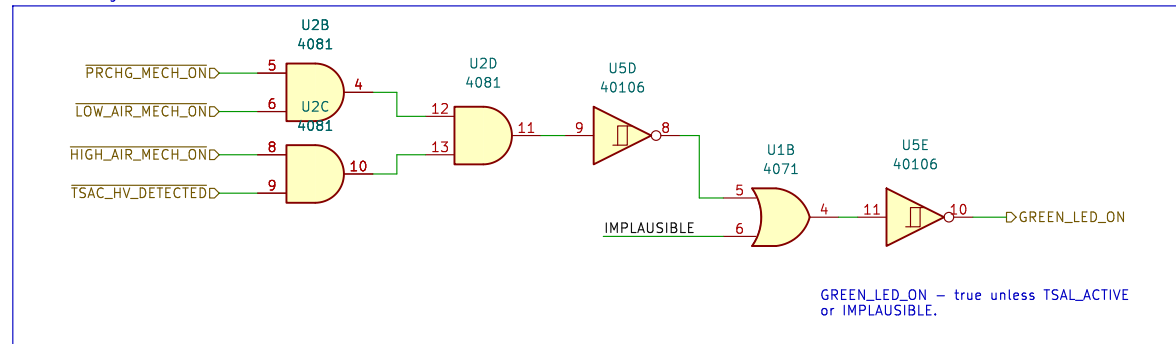 U2B
4081
PRCHG_MECH_ON
5
4
LOW_AIR_MECH_ON
6
U2C
4081
HIGH_AIR_MECH_ON
8
10
TSAC_HV_DETECTED
9
U2D
4081
12
11
13
U5D
40106
9
8
U1B
4071
5
4
IMPLAUSIBLE
6
U5E
40106
11
10
GREEN_LED_ON
GREEN_LED_ON – true unless TSAL_ACTIVE
or IMPLAUSIBLE.